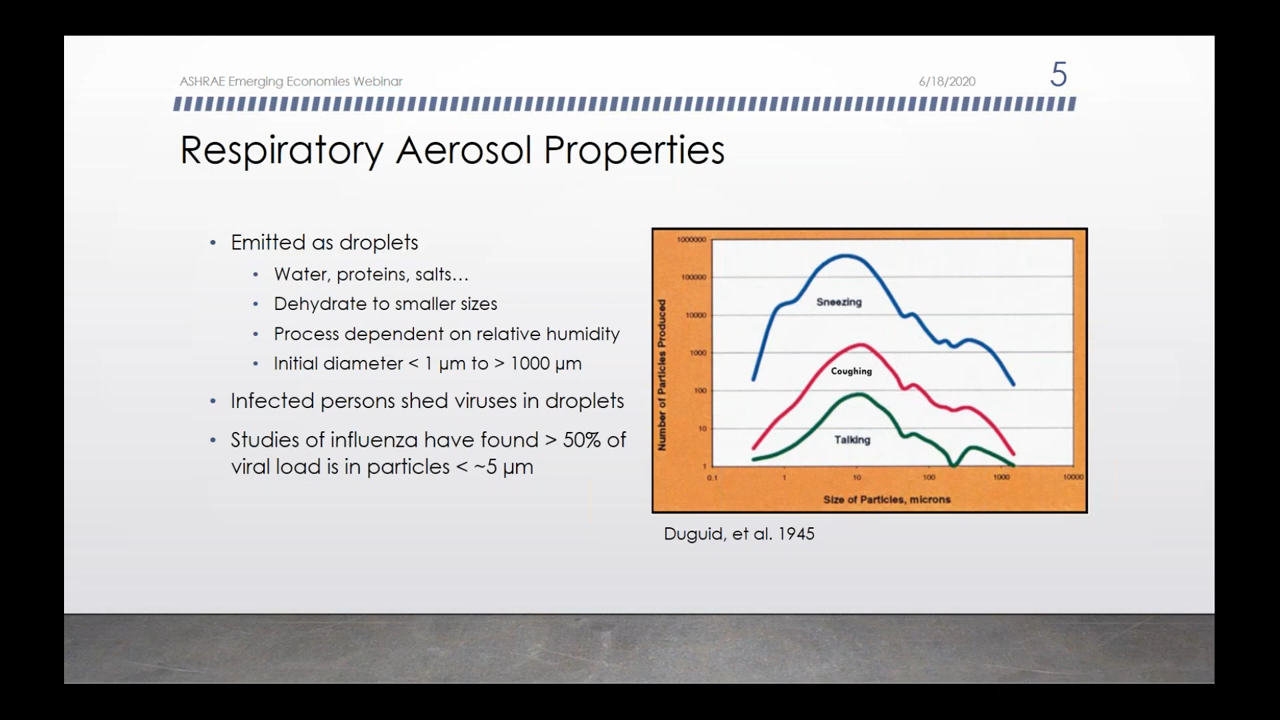 ASHRAE Emerging Economies Webinar
6/18/2020
5
Respiratory Aerosol Properties
• Emitted as droplets
• Water, proteins, salts…
• Dehydrate to smaller sizes
• Process dependent on relative humidity
• Initial diameter < 1 µm to > 1000 µm
• Infected persons shed viruses in droplets
• Studies of influenza have found > 50% of
viral load is in particles < ~5 µm
Number of Particles Produced
1000000
100000
10000
1000
100
10
1
Sneezing
Coughing
Talking
0.1 1 10 100 1000 10000
Size of Particles, microns
Duguid, et al. 1945